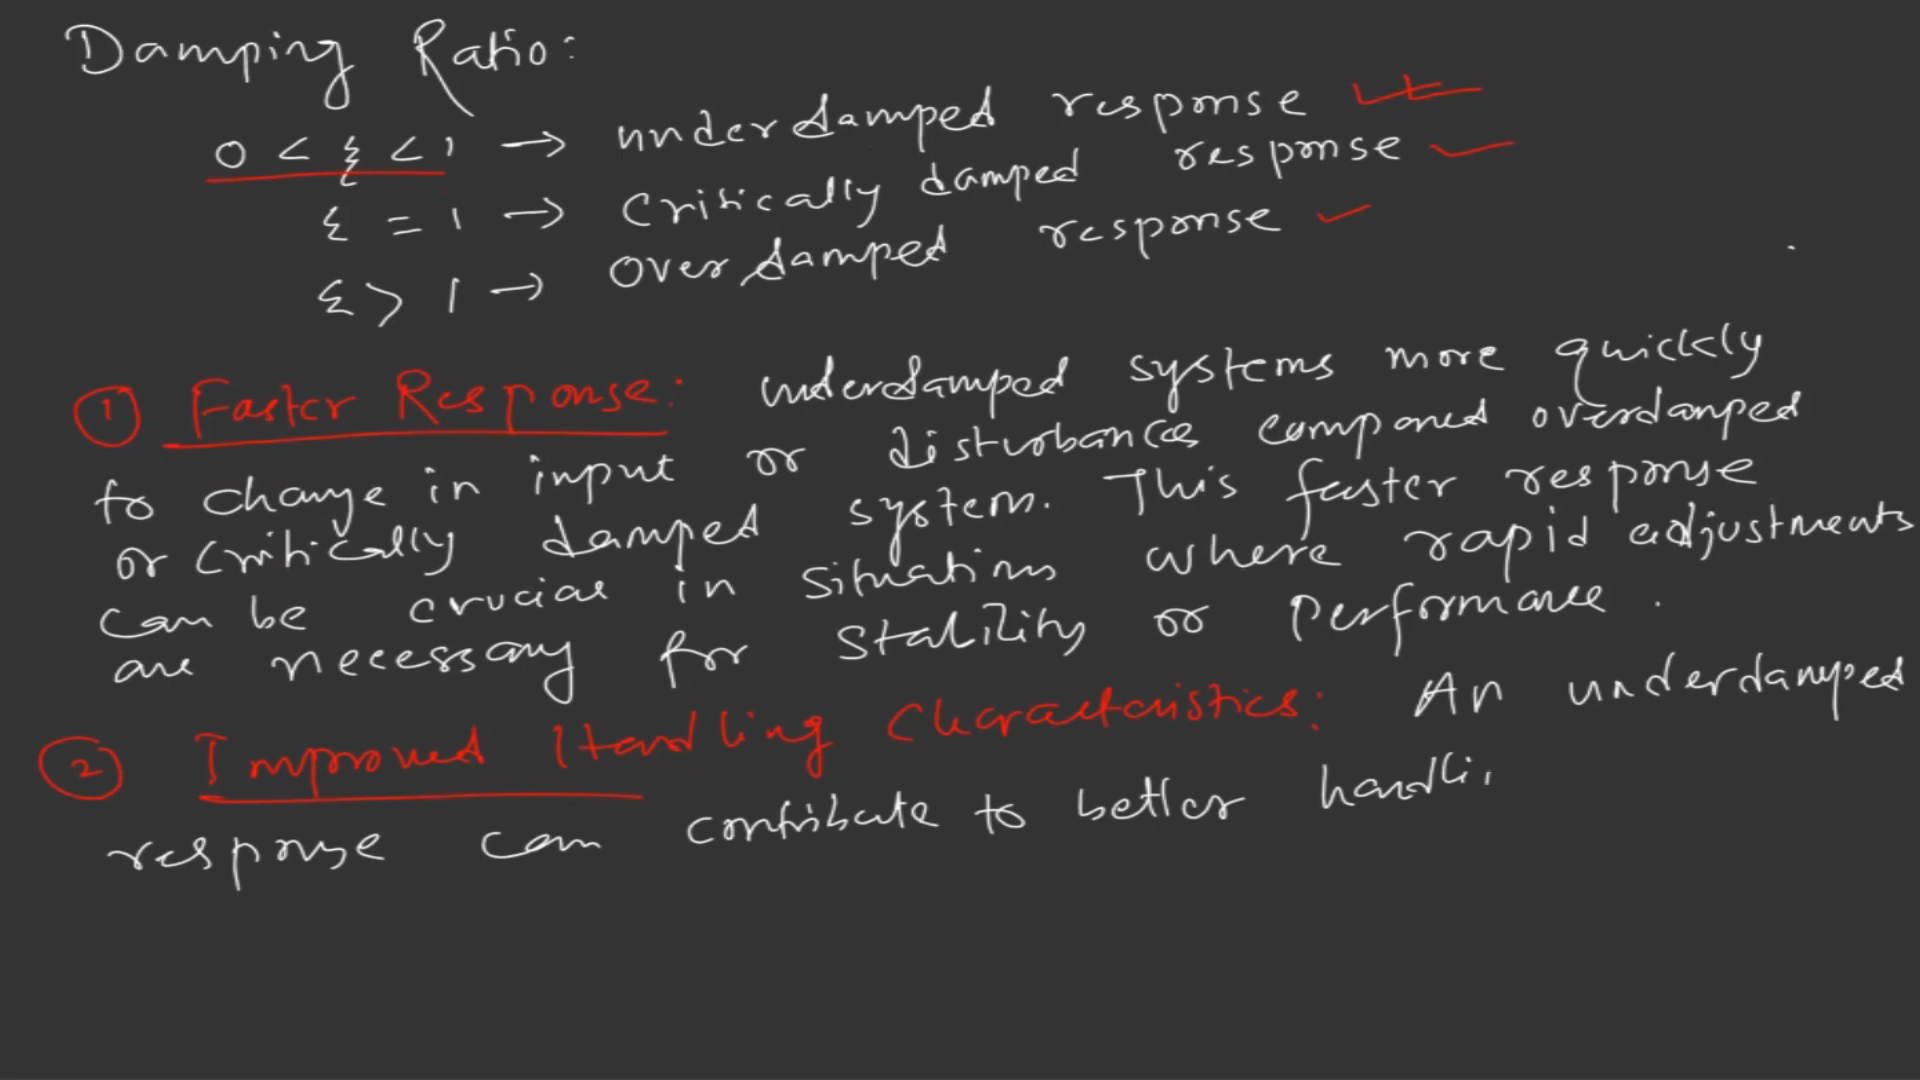 Damping Ratio:
0 < ξ < 1 → underdamped response
ξ = 1 → Critically damped response
ξ > 1 → Overdamped response
① Faster Response: underdamped systems more quickly
to change in input or disturbances compared overdamped
or critically damped system. This faster response
can be crucial in situations where rapid adjustments
are necessary for stability or performance.
② Improved Handling Characteristics: An underdamped
response can contribute to better handli